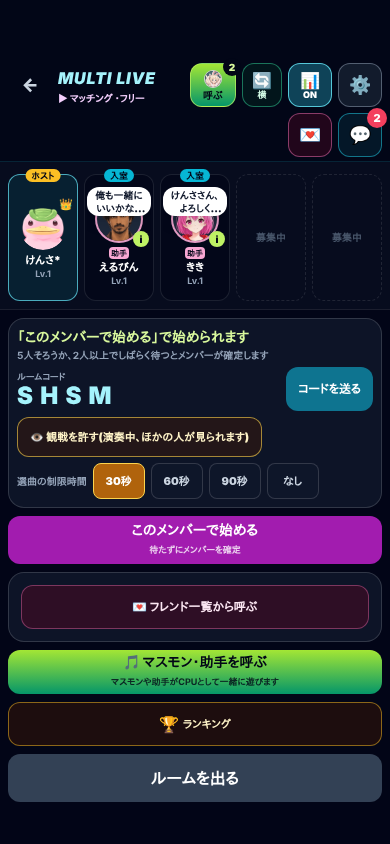 MULTI LIVE
▶ マッチング・フリー
2
呼ぶ
横
ON
2
ホスト
けんさ*
Lv.1
入室
俺も一緒に
いいかな…
助手
えるびん
Lv.1
入室
けんささん、
よろしく…
助手
きき
Lv.1
募集中
募集中
「このメンバーで始める」で始められます
5人そろうか、2人以上でしばらく待つとメンバーが確定します
ルームコード
SHSM
コードを送る
観戦を許す(演奏中、ほかの人が見られます)
選曲の制限時間
30秒
60秒
90秒
なし
このメンバーで始める
待たずにメンバーを確定
フレンド一覧から呼ぶ
マスモン・助手を呼ぶ
マスモンや助手がCPUとして一緒に遊びます
ランキング
ルームを出る